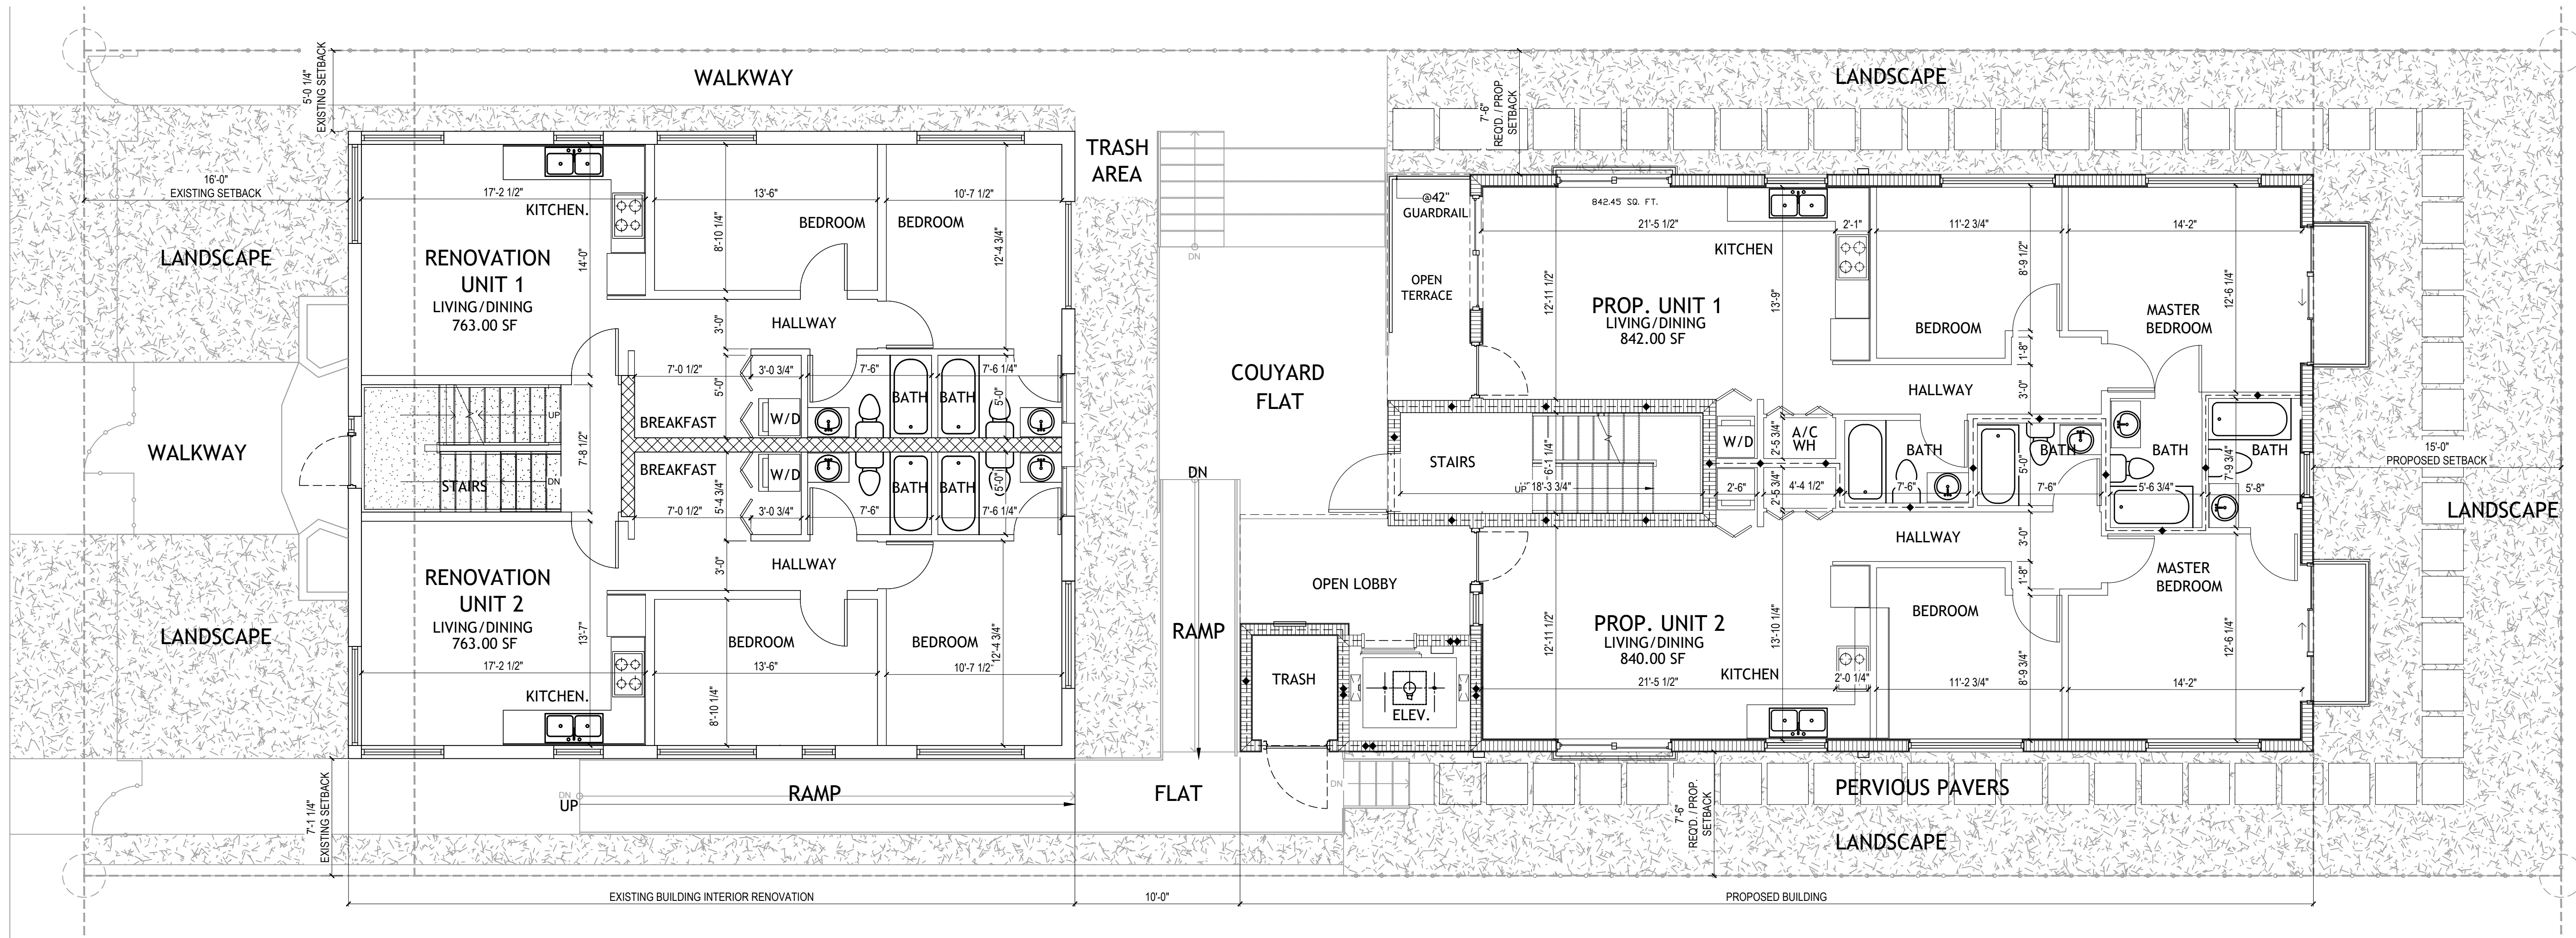 5'-0 1/4"
EXISTING SETBACK
WALKWAY
LANDSCAPE
7'-6"
REQ'D. / PROP.
SETBACK
TRASH
AREA
16'-0"
EXISTING SETBACK
17'-2 1/2"
KITCHEN.
13'-6"
8'-10 1/4"
BEDROOM
BEDROOM
10'-7 1/2"
12'-4 3/4"
LANDSCAPE
RENOVATION
UNIT 1
LIVING/DINING
763.00 SF
14'-0"
HALLWAY
3'-0"
7'-0 1/2"
5'-0"
3'-0 3/4"
7'-6"
7'-6 1/4"
5'-0"
BREAKFAST
W/D
BATH
BATH
WALKWAY
STAIRS
UP
DN
7'-8 1/2"
BREAKFAST
W/D
BATH
BATH
5'-4 3/4"
5'-0"
7'-0 1/2"
3'-0 3/4"
7'-6"
7'-6 1/4"
HALLWAY
3'-0"
RENOVATION
UNIT 2
LIVING/DINING
763.00 SF
13'-7"
LANDSCAPE
BEDROOM
BEDROOM
12'-4 3/4"
17'-2 1/2"
13'-6"
10'-7 1/2"
KITCHEN.
8'-10 1/4"
DN
UP
RAMP
FLAT
7'-1 1/4"
EXISTING SETBACK
DN
COUYARD
FLAT
DN
RAMP
@42"
GUARDRAIL
OPEN
TERRACE
842.45 SQ. FT.
21'-5 1/2"
2'-1"
KITCHEN
11'-2 3/4"
8'-9 1/2"
14'-2"
12'-11 1/2"
13'-9"
12'-6 1/4"
PROP. UNIT 1
LIVING/DINING
842.00 SF
BEDROOM
MASTER
BEDROOM
1'-8"
HALLWAY
3'-0"
STAIRS
UP
18'-3 3/4"
6'-1 1/4"
W/D
2'-5 3/4"
A/C
WH
BATH
BATH
BATH
BATH
5'-0"
7'-9 3/4"
2'-6"
2'-5 3/4"
4'-4 1/2"
7'-6"
7'-6"
5'-6 3/4"
5'-8"
15'-0"
PROPOSED SETBACK
LANDSCAPE
HALLWAY
3'-0"
1'-8"
OPEN LOBBY
MASTER
BEDROOM
BEDROOM
PROP. UNIT 2
LIVING/DINING
840.00 SF
12'-11 1/2"
13'-10 1/4"
8'-9 3/4"
12'-6 1/4"
TRASH
ELEV.
KITCHEN
21'-5 1/2"
2'-0 1/4"
11'-2 3/4"
14'-2"
DN
PERVIOUS PAVERS
7'-6"
REQ'D. / PROP.
SETBACK
LANDSCAPE
EXISTING BUILDING INTERIOR RENOVATION
10'-0"
PROPOSED BUILDING